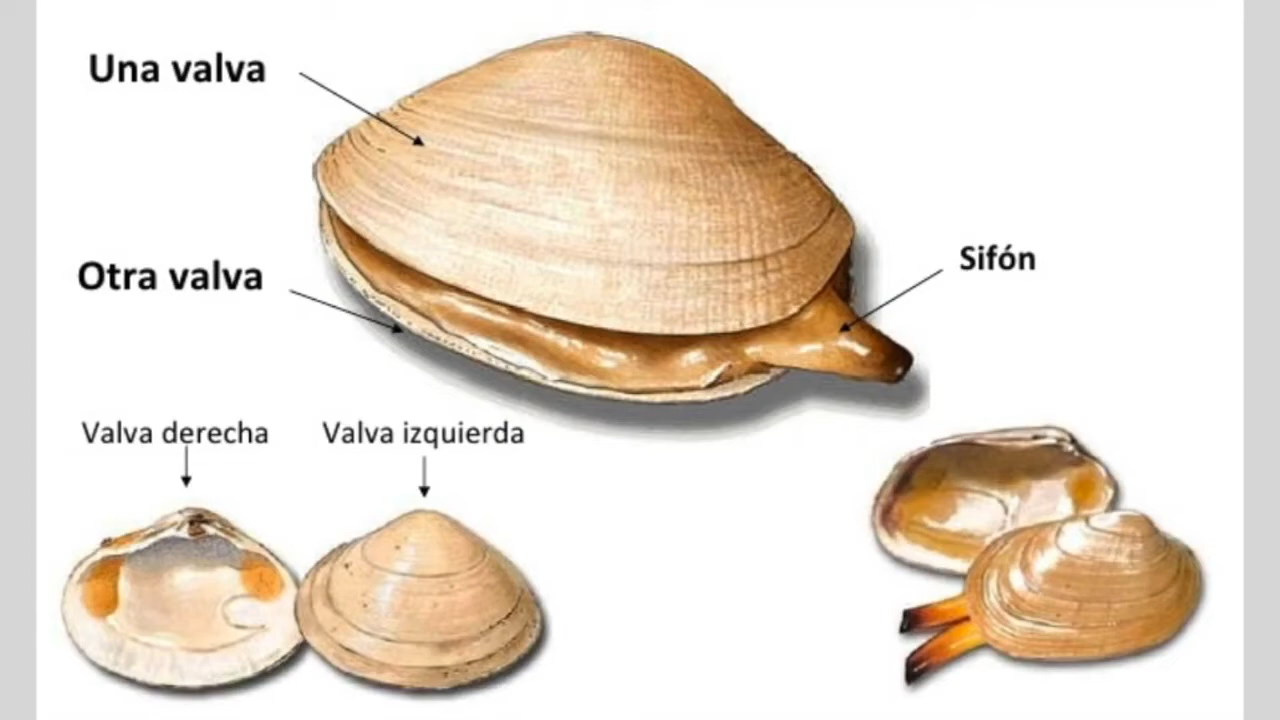 Una valva
Otra valva
Sifón
Valva derecha
Valva izquierda